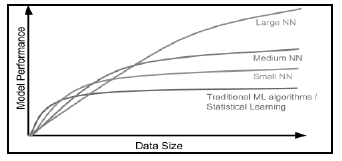 Large NN
Medium NN
Small NN
Traditional ML algorithms /
Statistical Learning
Model Performance
Data Size